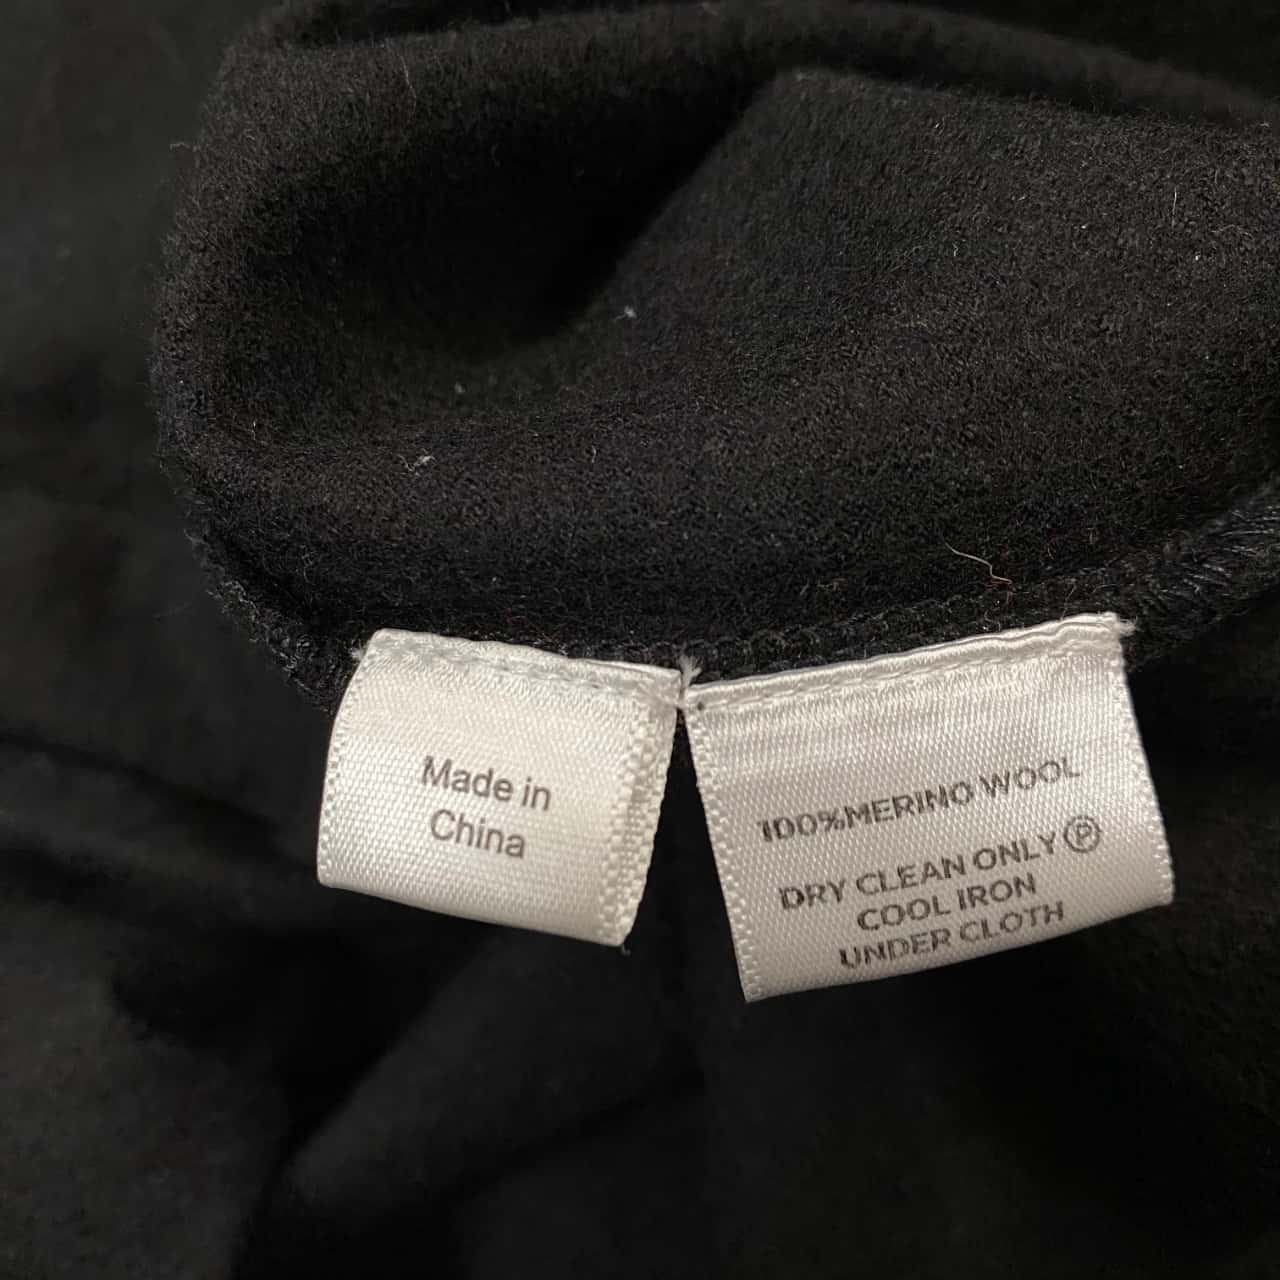 Made in
China
100%MERINO WOOL
DRY CLEAN ONLY Ⓟ
COOL IRON
UNDER CLOTH